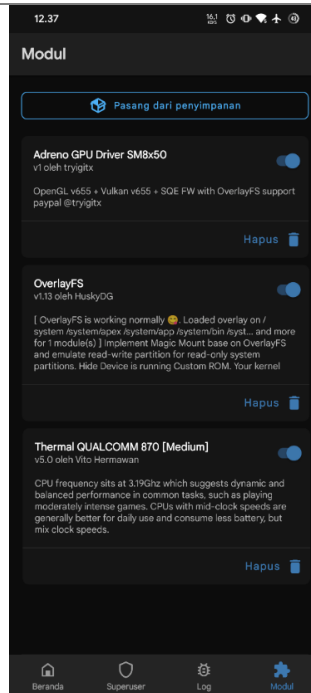 12.37
16.1
Modul
Pasang dari penyimpanan
Adreno GPU Driver SM8x50
v1 oleh tryigitx
OpenGL v655 + Vulkan v655 + SQE FW with OverlayFS support
paypal @tryigitx
Hapus
OverlayFS
v1.13 oleh HuskyDG
[ OverlayFS is working normally 😋. Loaded overlay on /
system /system/apex /system/app /system/bin /syst... and more
for 1 module(s) ] Implement Magic Mount base on OverlayFS
and emulate read-write partition for read-only system
partitions. Hide Device is running Custom ROM. Your kernel
Hapus
Thermal QUALCOMM 870 [Medium]
v5.0 oleh Vito Hermawan
CPU frequency sits at 3.19Ghz which suggests dynamic and
balanced performance in common tasks, such as playing
moderately intense games. CPUs with mid-clock speeds are
generally better for daily use and consume less battery, but
mix clock speeds.
Hapus
Beranda Superuser Log Modul